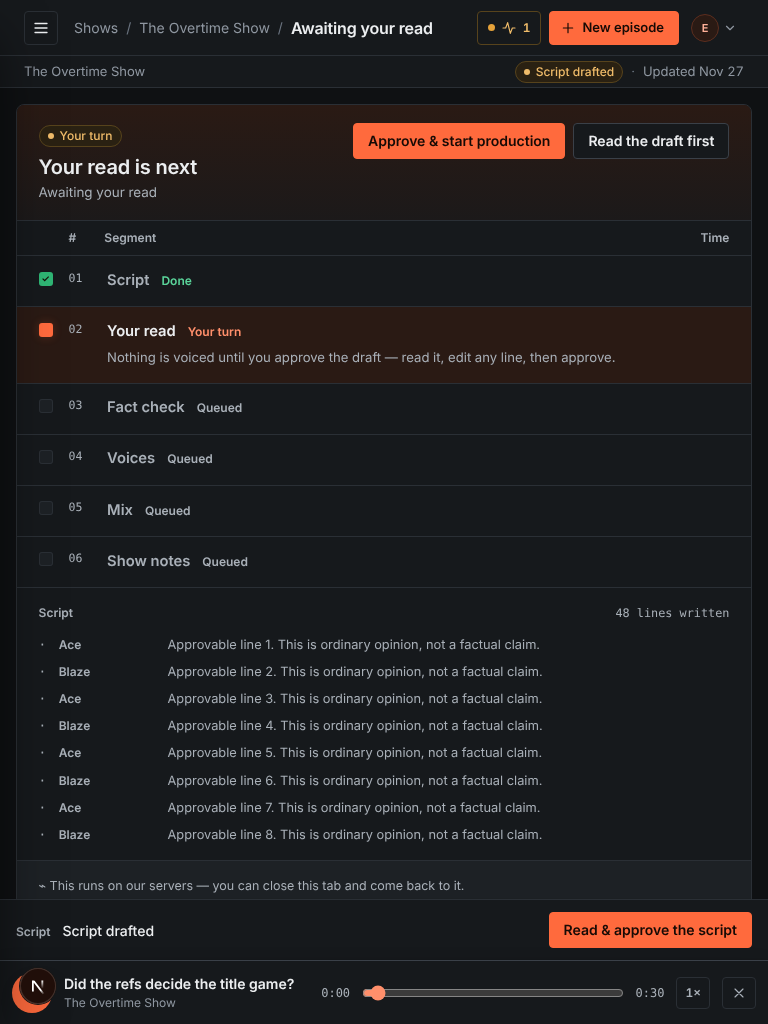 Shows / The Overtime Show / Awaiting your read
1
New episode
E
The Overtime Show
Script drafted · Updated Nov 27
Your turn
Your read is next
Awaiting your read
Approve & start production
Read the draft first
# Segment Time
01 Script Done
02 Your read Your turn
Nothing is voiced until you approve the draft — read it, edit any line, then approve.
03 Fact check Queued
04 Voices Queued
05 Mix Queued
06 Show notes Queued
Script 48 lines written
· Ace Approvable line 1. This is ordinary opinion, not a factual claim.
· Blaze Approvable line 2. This is ordinary opinion, not a factual claim.
· Ace Approvable line 3. This is ordinary opinion, not a factual claim.
· Blaze Approvable line 4. This is ordinary opinion, not a factual claim.
· Ace Approvable line 5. This is ordinary opinion, not a factual claim.
· Blaze Approvable line 6. This is ordinary opinion, not a factual claim.
· Ace Approvable line 7. This is ordinary opinion, not a factual claim.
· Blaze Approvable line 8. This is ordinary opinion, not a factual claim.
⌁ This runs on our servers — you can close this tab and come back to it.
Script Script drafted
Read & approve the script
N
Did the refs decide the title game?
The Overtime Show
0:00 0:30 1×